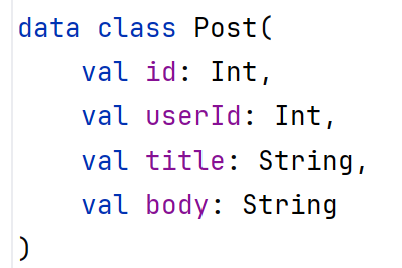 data class Post(
    val id: Int,
    val userId: Int,
    val title: String,
    val body: String
)